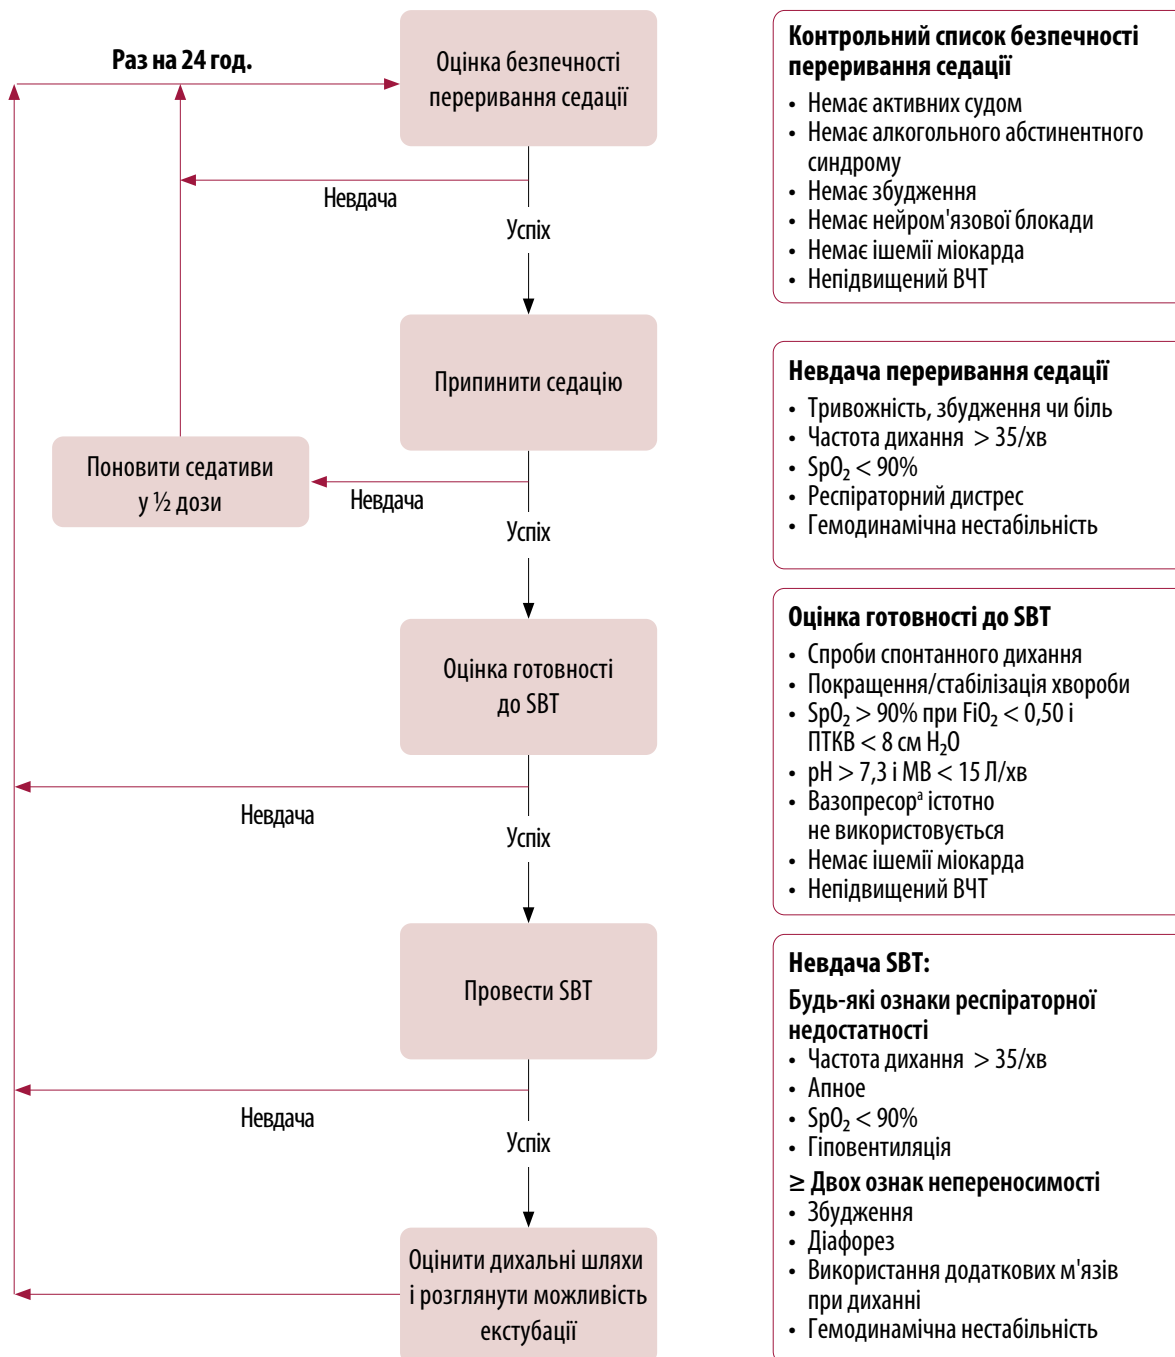 Раз на 24 год.
Оцінка безпечності
переривання седації
Невдача
Успіх
Припинити седацію
Поновити седативи
у ½ дози
Невдача
Успіх
Оцінка готовності
до SBT
Невдача
Успіх
Провести SBT
Невдача
Успіх
Оцінити дихальні шляхи
і розглянути можливість
екстубації
Контрольний список безпечності
переривання седації
• Немає активних судом
• Немає алкогольного абстинентного
синдрому
• Немає збудження
• Немає нейром'язової блокади
• Немає ішемії міокарда
• Непідвищений ВЧТ
Невдача переривання седації
• Тривожність, збудження чи біль
• Частота дихання > 35/хв
• SpO₂ < 90%
• Респіраторний дистрес
• Гемодинамічна нестабільність
Оцінка готовності до SBT
• Спроби спонтанного дихання
• Покращення/стабілізація хвороби
• SpO₂ > 90% при FiO₂ < 0,50 і
ПТКВ < 8 см H₂O
• pH > 7,3 і МВ < 15 Л/хв
• Вазопресорᵃ істотно
не використовується
• Немає ішемії міокарда
• Непідвищений ВЧТ
Невдача SBT:
Будь-які ознаки респіраторної
недостатності
• Частота дихання > 35/хв
• Апное
• SpO₂ < 90%
• Гіповентиляція
≥ Двох ознак непереносимості
• Збудження
• Діафорез
• Використання додаткових м'язів
при диханні
• Гемодинамічна нестабільність